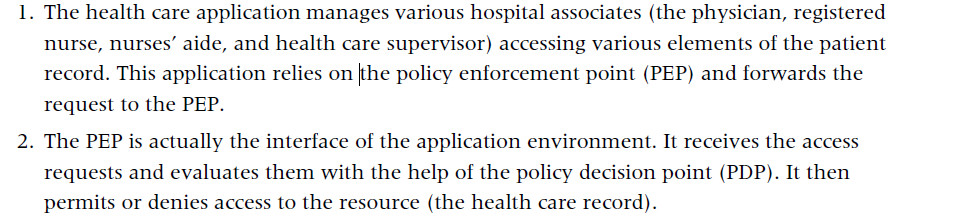 1. The health care application manages various hospital associates (the physician, registered
nurse, nurses’ aide, and health care supervisor) accessing various elements of the patient
record. This application relies on the policy enforcement point (PEP) and forwards the
request to the PEP.
2. The PEP is actually the interface of the application environment. It receives the access
requests and evaluates them with the help of the policy decision point (PDP). It then
permits or denies access to the resource (the health care record).